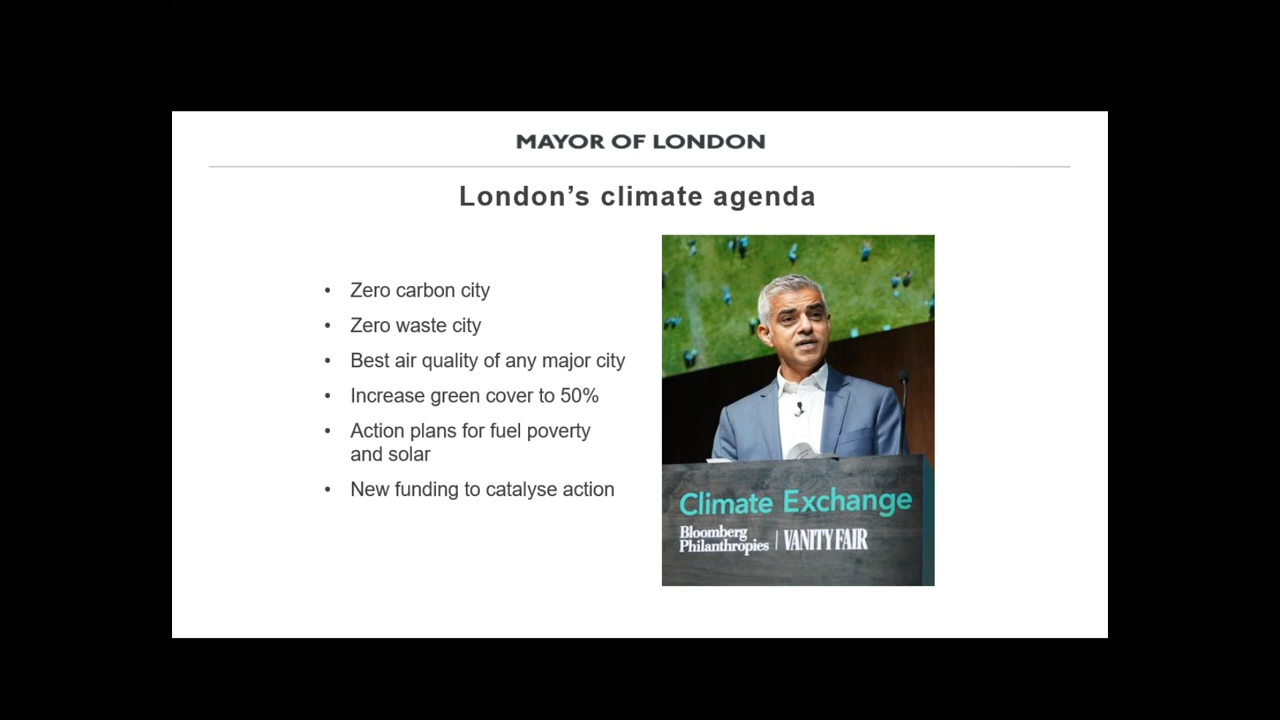 MAYOR OF LONDON
London’s climate agenda
• Zero carbon city
• Zero waste city
• Best air quality of any major city
• Increase green cover to 50%
• Action plans for fuel poverty
and solar
• New funding to catalyse action
Climate Exchange
Bloomberg
Philanthropies | VANITY FAIR